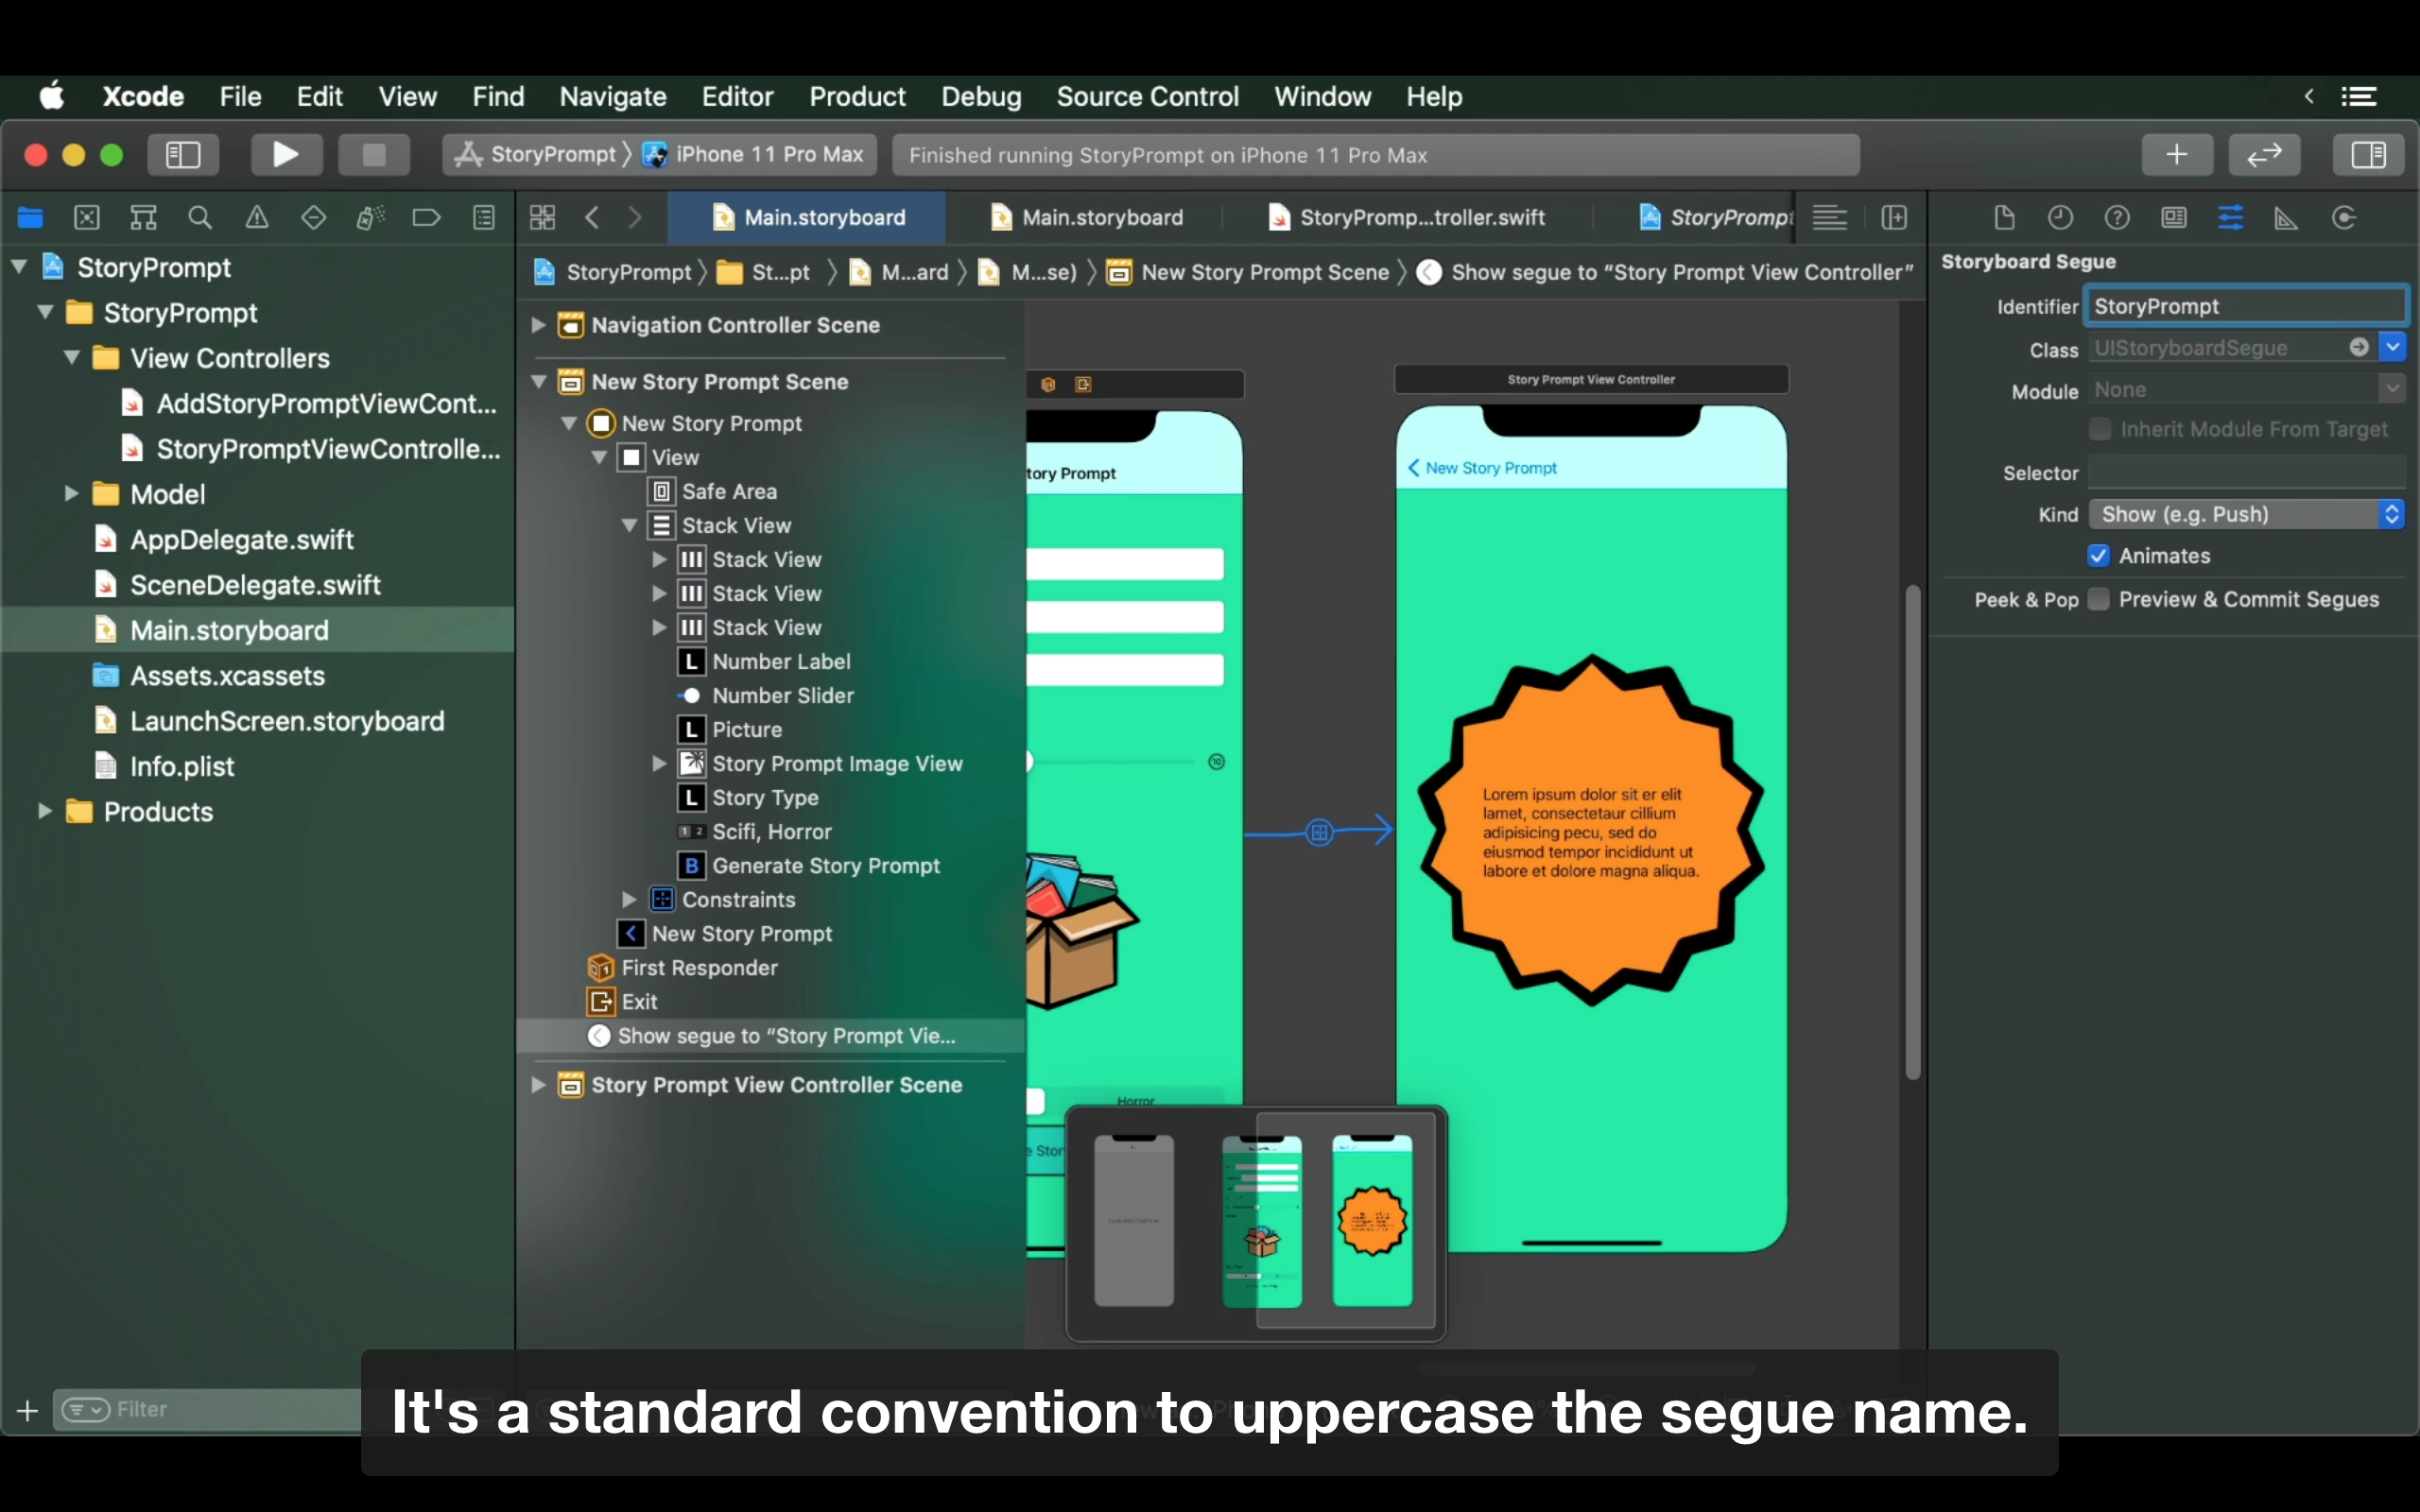 Xcode File Edit View Find Navigate Editor Product Debug Source Control Window Help
StoryPrompt iPhone 11 Pro Max Finished running StoryPrompt on iPhone 11 Pro Max
Main.storyboard Main.storyboard StoryPromp...troller.swift StoryPrompt
StoryPrompt St...pt M...ard M...se) New Story Prompt Scene Show segue to “Story Prompt View Controller”
StoryPrompt
StoryPrompt
View Controllers
AddStoryPromptViewCont...
StoryPromptViewControlle...
Model
AppDelegate.swift
SceneDelegate.swift
Main.storyboard
Assets.xcassets
LaunchScreen.storyboard
Info.plist
Products
Filter
Navigation Controller Scene
New Story Prompt Scene
New Story Prompt
View
Safe Area
Stack View
Stack View
Stack View
Stack View
L Number Label
Number Slider
L Picture
Story Prompt Image View
L Story Type
1 2 Scifi, Horror
B Generate Story Prompt
Constraints
New Story Prompt
First Responder
Exit
Show segue to “Story Prompt Vie...
Story Prompt View Controller Scene
tory Prompt
10
Horror
e Stor
Story Prompt View Controller
New Story Prompt
Lorem ipsum dolor sit er elit
lamet, consectetaur cillium
adipisicing pecu, sed do
eiusmod tempor incididunt ut
labore et dolore magna aliqua.
Storyboard Segue
Identifier StoryPrompt
Class UIStoryboardSegue
Module None
Inherit Module From Target
Selector
Kind Show (e.g. Push)
Animates
Peek & Pop Preview & Commit Segues
It's a standard convention to uppercase the segue name.